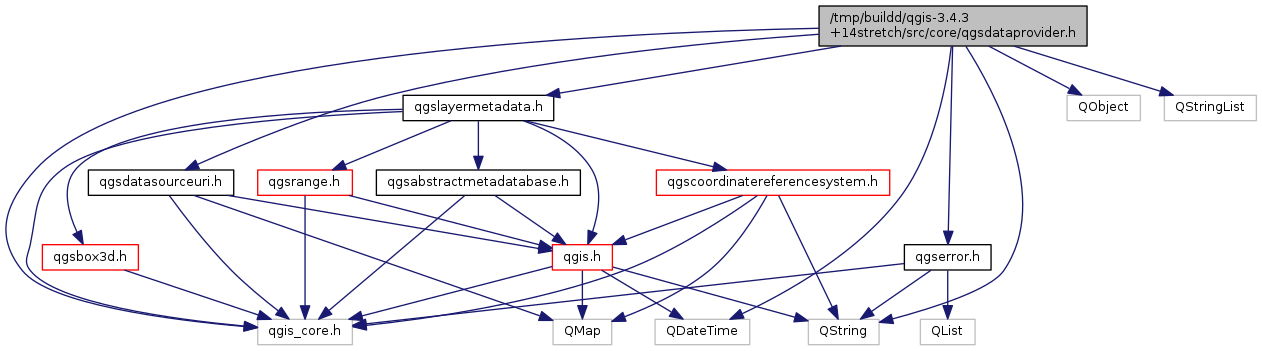 /tmp/buildd/qgis-3.4.3
+14stretch/src/core/qgsdataprovider.h
qgslayermetadata.h
QObject
QStringList
qgsdatasourceuri.h
qgsrange.h
qgsabstractmetadatabase.h
qgscoordinatereferencesystem.h
qgsbox3d.h
qgis.h
qgserror.h
qgis_core.h
QMap
QDateTime
QString
QList